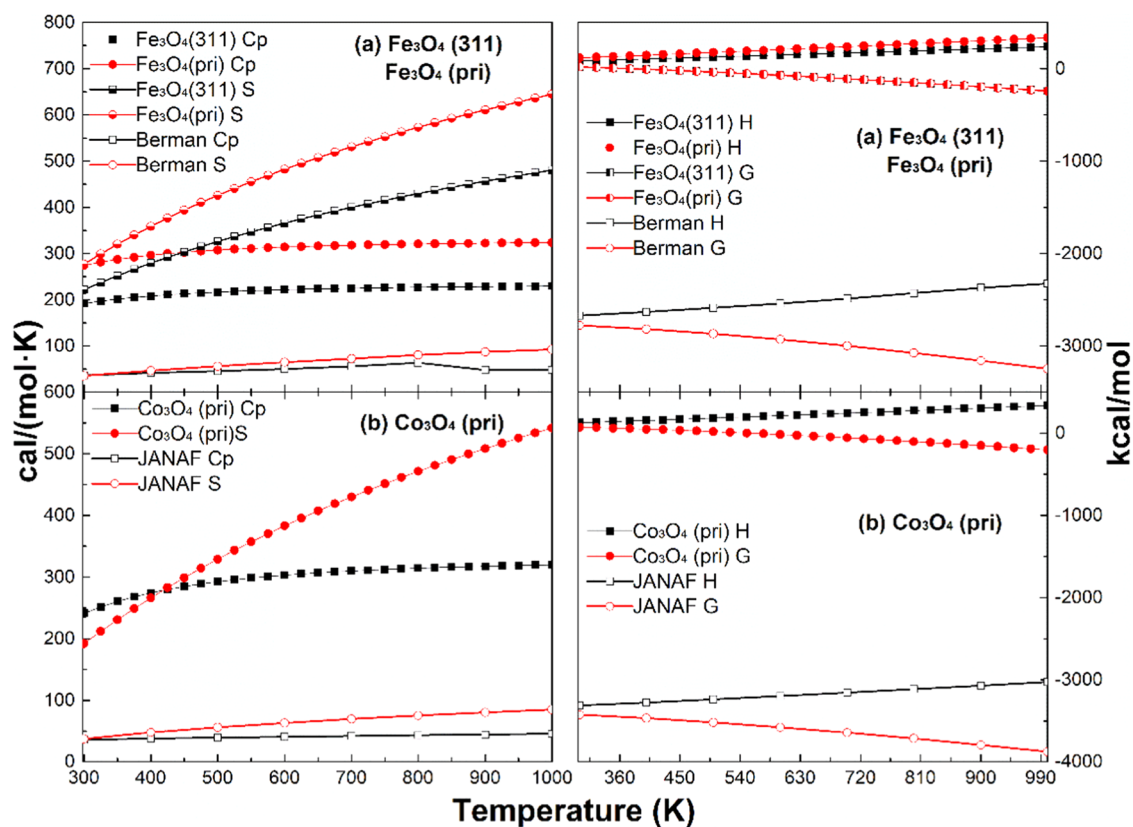 cal/(mol·K)
800
700
600
500
400
300
200
100
Fe₃O₄(311) Cp
Fe₃O₄(pri) Cp
Fe₃O₄(311) S
Fe₃O₄(pri) S
Berman Cp
Berman S
(a) Fe₃O₄ (311)
Fe₃O₄ (pri)
600
500
400
300
200
100
0
Co₃O₄ (pri) Cp
Co₃O₄ (pri)S
JANAF Cp
JANAF S
(b) Co₃O₄ (pri)
300 400 500 600 700 800 900 1000
Fe₃O₄(311) H
Fe₃O₄(pri) H
Fe₃O₄(311) G
Fe₃O₄(pri) G
Berman H
Berman G
(a) Fe₃O₄ (311)
Fe₃O₄ (pri)
0
-1000
-2000
-3000
Co₃O₄ (pri) H
Co₃O₄ (pri) G
JANAF H
JANAF G
(b) Co₃O₄ (pri)
0
-1000
-2000
-3000
-4000
360 450 540 630 720 810 900 990
kcal/mol
Temperature (K)